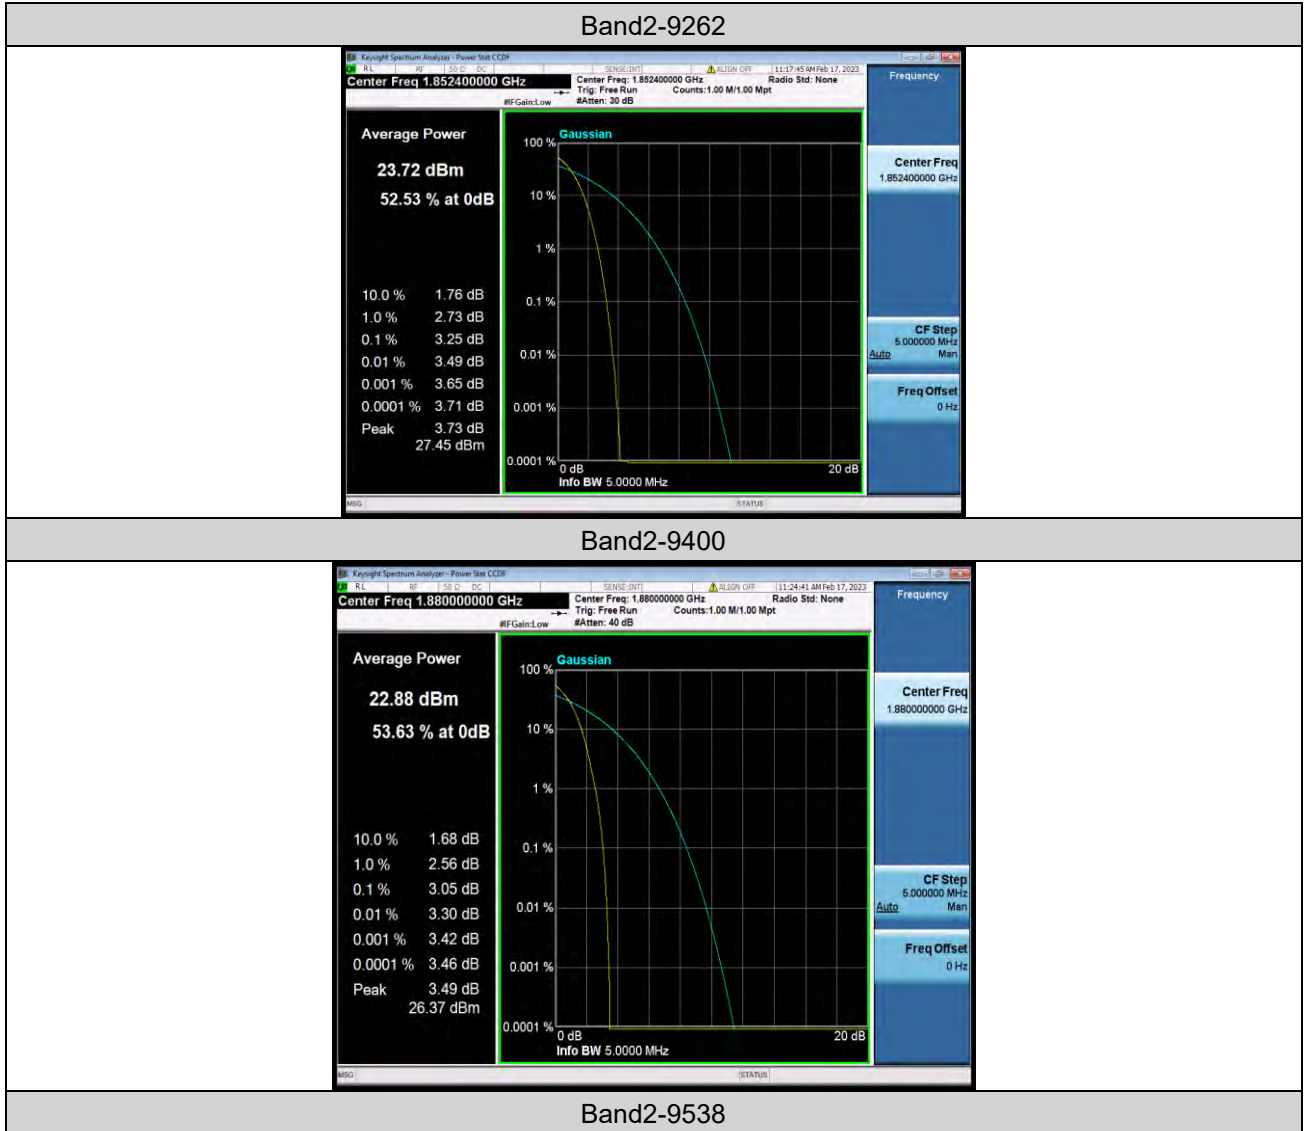 Band2-9262
Keysight Spectrum Analyzer - Power Stat CCDF
RL RF 50 Ω DC SENSE:INT ALIGN OFF 11:17:45 AM Feb 17, 2023
Center Freq 1.852400000 GHz
Center Freq: 1.852400000 GHz Radio Std: None
Trig: Free Run Counts:1.00 M/1.00 Mpt
#IFGain:Low #Atten: 30 dB
Frequency
Average Power
23.72 dBm
52.53 % at 0dB
10.0 % 1.76 dB
1.0 % 2.73 dB
0.1 % 3.25 dB
0.01 % 3.49 dB
0.001 % 3.65 dB
0.0001 % 3.71 dB
Peak 3.73 dB
27.45 dBm
Gaussian
100 %
10 %
1 %
0.1 %
0.01 %
0.001 %
0.0001 %
0 dB 20 dB
Info BW 5.0000 MHz
Center Freq
1.852400000 GHz
CF Step
5.000000 MHz
Auto Man
Freq Offset
0 Hz
MSG STATUS
Band2-9400
Keysight Spectrum Analyzer - Power Stat CCDF
RL RF 50 Ω DC SENSE:INT ALIGN OFF 11:24:41 AM Feb 17, 2023
Center Freq 1.880000000 GHz
Center Freq: 1.880000000 GHz Radio Std: None
Trig: Free Run Counts:1.00 M/1.00 Mpt
#IFGain:Low #Atten: 40 dB
Frequency
Average Power
22.88 dBm
53.63 % at 0dB
10.0 % 1.68 dB
1.0 % 2.56 dB
0.1 % 3.05 dB
0.01 % 3.30 dB
0.001 % 3.42 dB
0.0001 % 3.46 dB
Peak 3.49 dB
26.37 dBm
Gaussian
100 %
10 %
1 %
0.1 %
0.01 %
0.001 %
0.0001 %
0 dB 20 dB
Info BW 5.0000 MHz
Center Freq
1.880000000 GHz
CF Step
5.000000 MHz
Auto Man
Freq Offset
0 Hz
MSG STATUS
Band2-9538